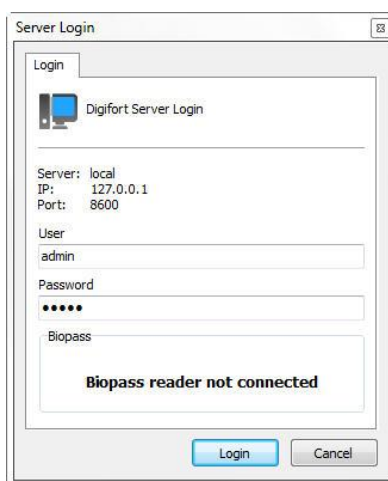 Server Login
Login
Digifort Server Login
Server: local
IP: 127.0.0.1
Port: 8600
User
admin
Password
•••••
Biopass
Biopass reader not connected
Login Cancel